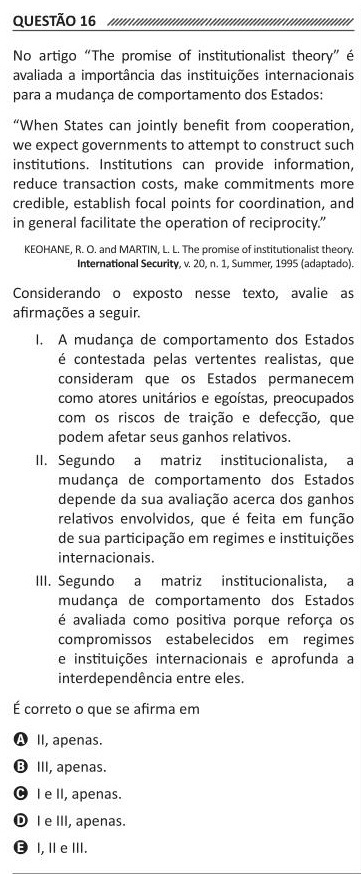 QUESTÃO 16
No artigo “The promise of institutionalist theory” é
avaliada a importância das instituições internacionais
para a mudança de comportamento dos Estados:
“When States can jointly benefit from cooperation,
we expect governments to attempt to construct such
institutions. Institutions can provide information,
reduce transaction costs, make commitments more
credible, establish focal points for coordination, and
in general facilitate the operation of reciprocity.”
KEOHANE, R. O. and MARTIN, L. L. The promise of institutionalist theory.
International Security, v. 20, n. 1, Summer, 1995 (adaptado).
Considerando o exposto nesse texto, avalie as
afirmações a seguir.
I. A mudança de comportamento dos Estados
é contestada pelas vertentes realistas, que
consideram que os Estados permanecem
como atores unitários e egoístas, preocupados
com os riscos de traição e defecção, que
podem afetar seus ganhos relativos.
II. Segundo a matriz institucionalista, a
mudança de comportamento dos Estados
depende da sua avaliação acerca dos ganhos
relativos envolvidos, que é feita em função
de sua participação em regimes e instituições
internacionais.
III. Segundo a matriz institucionalista, a
mudança de comportamento dos Estados
é avaliada como positiva porque reforça os
compromissos estabelecidos em regimes
e instituições internacionais e aprofunda a
interdependência entre eles.
É correto o que se afirma em
A II, apenas.
B III, apenas.
C I e II, apenas.
D I e III, apenas.
E I, II e III.